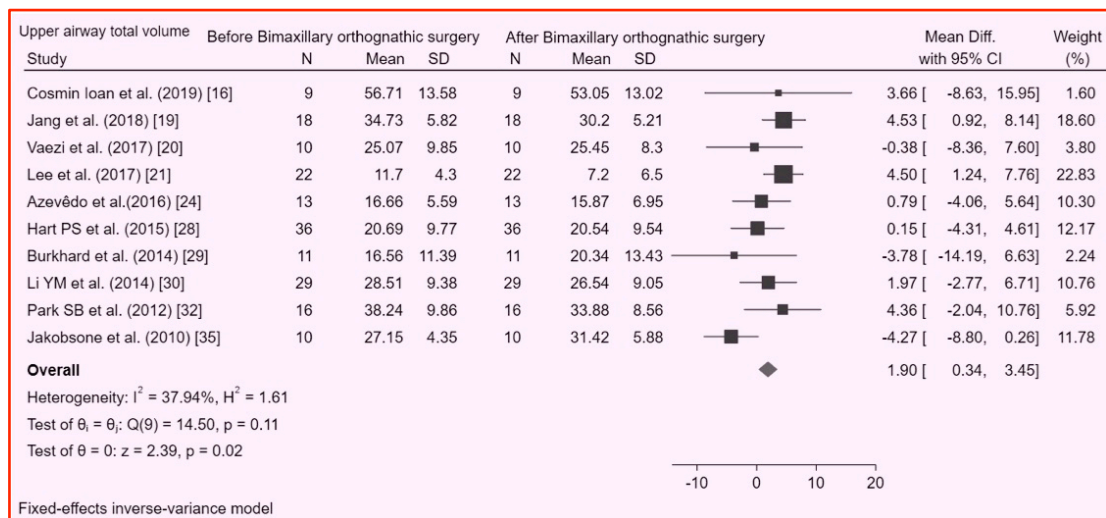 Upper airway total volume Before Bimaxillary orthognathic surgery After Bimaxillary orthognathic surgery Mean Diff. Weight
Study N Mean SD N Mean SD with 95% CI (%)
Cosmin Ioan et al. (2019) [16] 9 56.71 13.58 9 53.05 13.02 3.66 [ -8.63, 15.95] 1.60
Jang et al. (2018) [19] 18 34.73 5.82 18 30.2 5.21 4.53 [ 0.92, 8.14] 18.60
Vaezi et al. (2017) [20] 10 25.07 9.85 10 25.45 8.3 -0.38 [ -8.36, 7.60] 3.80
Lee et al. (2017) [21] 22 11.7 4.3 22 7.2 6.5 4.50 [ 1.24, 7.76] 22.83
Azevêdo et al.(2016) [24] 13 16.66 5.59 13 15.87 6.95 0.79 [ -4.06, 5.64] 10.30
Hart PS et al. (2015) [28] 36 20.69 9.77 36 20.54 9.54 0.15 [ -4.31, 4.61] 12.17
Burkhard et al. (2014) [29] 11 16.56 11.39 11 20.34 13.43 -3.78 [ -14.19, 6.63] 2.24
Li YM et al. (2014) [30] 29 28.51 9.38 29 26.54 9.05 1.97 [ -2.77, 6.71] 10.76
Park SB et al. (2012) [32] 16 38.24 9.86 16 33.88 8.56 4.36 [ -2.04, 10.76] 5.92
Jakobsone et al. (2010) [35] 10 27.15 4.35 10 31.42 5.88 -4.27 [ -8.80, 0.26] 11.78
Overall 1.90 [ 0.34, 3.45]
Heterogeneity: I² = 37.94%, H² = 1.61
Test of θᵢ = θⱼ: Q(9) = 14.50, p = 0.11
Test of θ = 0: z = 2.39, p = 0.02
-10 0 10 20
Fixed-effects inverse-variance model